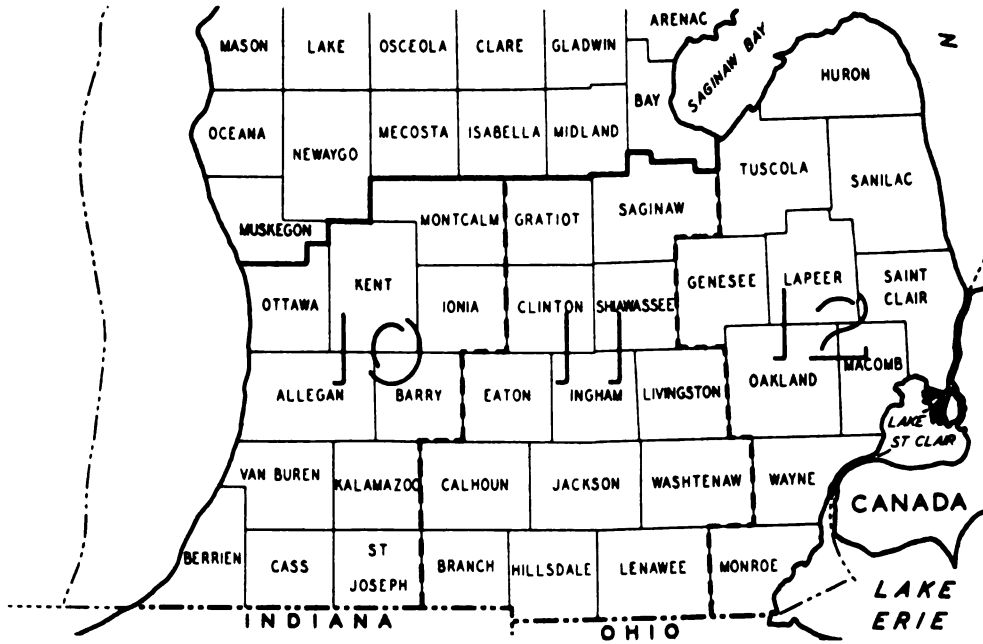 ARENAC
MASON LAKE OSCEOLA CLARE GLADWIN
SAGINAW BAY
N
HURON
BAY
OCEANA MECOSTA ISABELLA MIDLAND
NEWAYGO
TUSCOLA
SANILAC
MUSKEGON MONTCALM GRATIOT SAGINAW
OTTAWA KENT IONIA CLINTON SHIAWASSEE GENESEE LAPEER SAINT
CLAIR
ALLEGAN BARRY EATON INGHAM LIVINGSTON OAKLAND MACOMB
LAKE
ST CLAIR
VAN BUREN KALAMAZOO CALHOUN JACKSON WASHTENAW WAYNE
CANADA
BERRIEN CASS ST
JOSEPH BRANCH HILLSDALE LENAWEE MONROE
LAKE
ERIE
INDIANA OHIO